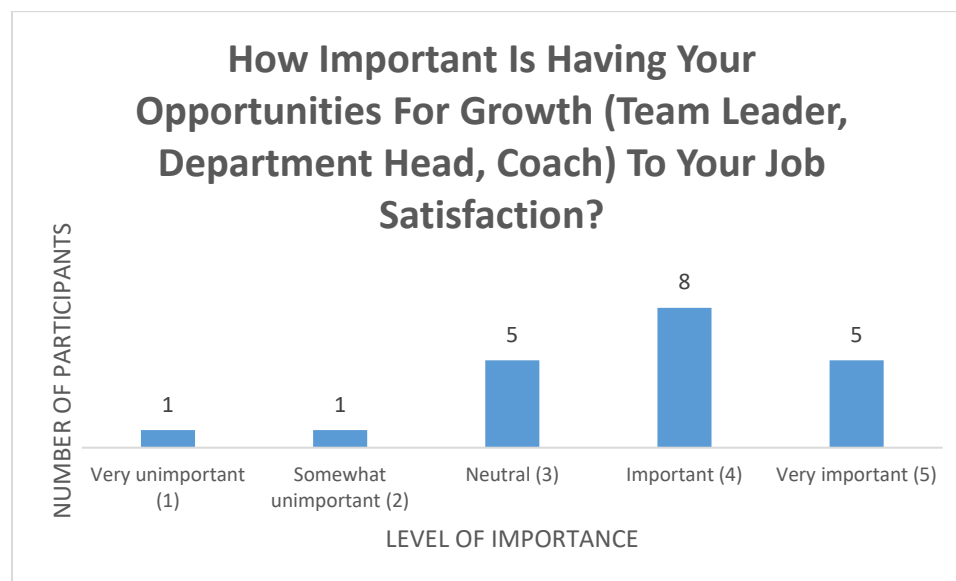 How Important Is Having Your
Opportunities For Growth (Team Leader,
Department Head, Coach) To Your Job
Satisfaction?
NUMBER OF PARTICIPANTS
1
1
5
8
5
Very unimportant
(1)
Somewhat
unimportant (2)
Neutral (3)
Important (4)
Very important (5)
LEVEL OF IMPORTANCE